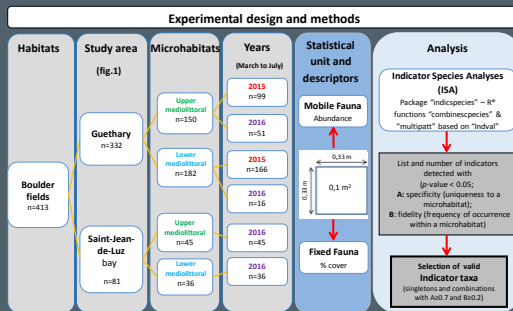 Experimental design and methods
Habitats
Boulder
fields
n=413
Study area
(fig.1)
Guethary
n=332
Saint-Jean-
de-Luz
bay
n=81
Microhabitats
Upper mediolittoral
n=150
Lower mediolittoral
n=182
Upper mediolittoral
n=45
Lower mediolittoral
n=36
Years
(March to July)
2015
n=99
2016
n=51
2015
n=166
2016
n=16
2016
n=45
2016
n=36
Statistical
unit and
descriptors
Mobile Fauna
Abundance
0,33 m
0,33 m
0,1 m²
Fixed Fauna
% cover
Analysis
Indicator Species Analyses
(ISA)
Package "indicspecies" – R®
functions "combinespecies" &
"multipatt" based on "Indval"
List and number of indicators
detected with
(p-value < 0.05;
A: specificity (uniqueness to a
microhabitat);
B: fidelity (frequency of occurrence
within a microhabitat)
Selection of valid
Indicator taxa
(singletons and combinations
with A≥0.7 and B≥0.2)